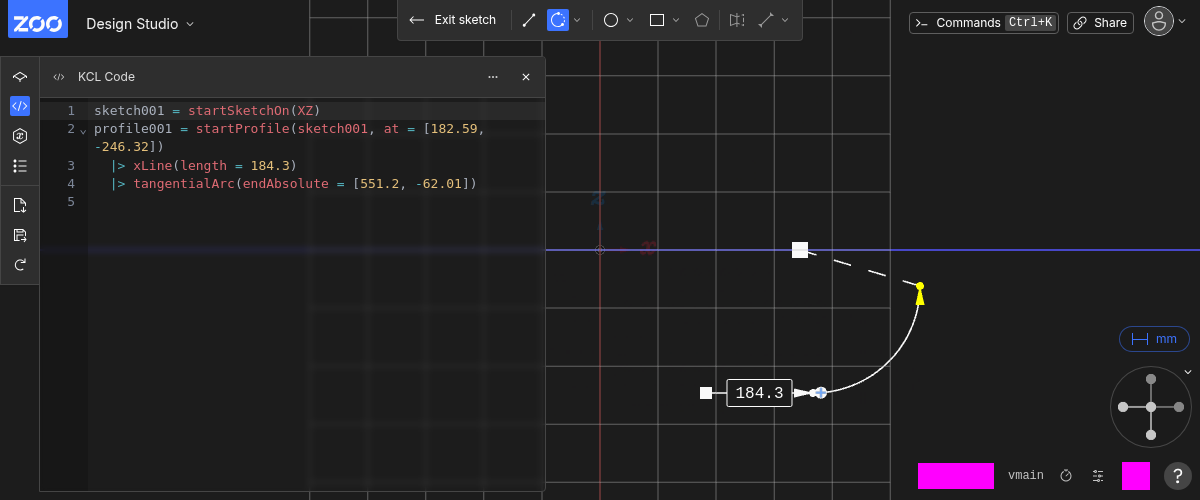 ZOO Design Studio Exit sketch Commands Ctrl+K Share
KCL Code
1 sketch001 = startSketchOn(XZ)
2 profile001 = startProfile(sketch001, at = [182.59,
-246.32])
3 |> xLine(length = 184.3)
4 |> tangentialArc(endAbsolute = [551.2, -62.01])
5
z
x
mm
184.3
vmain ?